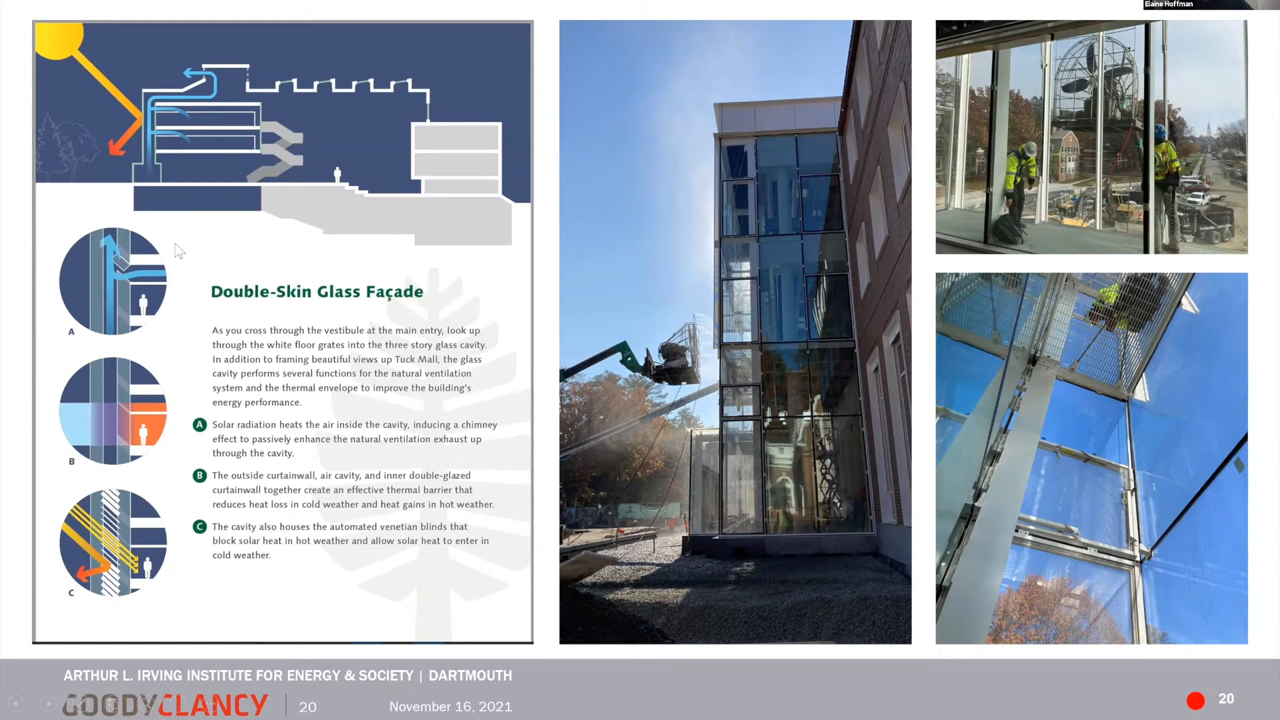 Elaine Hoffman
Double-Skin Glass Façade
As you cross through the vestibule at the main entry, look up
through the white floor grates into the three story glass cavity.
In addition to framing beautiful views up Tuck Mall, the glass
cavity performs several functions for the natural ventilation
system and the thermal envelope to improve the building's
energy performance.
A Solar radiation heats the air inside the cavity, inducing a chimney
effect to passively enhance the natural ventilation exhaust up
through the cavity.
B The outside curtainwall, air cavity, and inner double-glazed
curtainwall together create an effective thermal barrier that
reduces heat loss in cold weather and heat gains in hot weather.
C The cavity also houses the automated venetian blinds that
block solar heat in hot weather and allow solar heat to enter in
cold weather.
A
B
C
ARTHUR L. IRVING INSTITUTE FOR ENERGY & SOCIETY | DARTMOUTH
GOODYCLANCY | 20 November 16, 2021
20